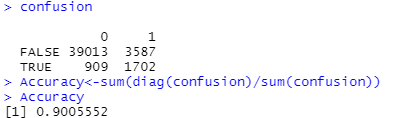 > confusion
0 1
FALSE 39013 3587
TRUE 909 1702
> Accuracy<-sum(diag(confusion)/sum(confusion))
> Accuracy
[1] 0.9005552